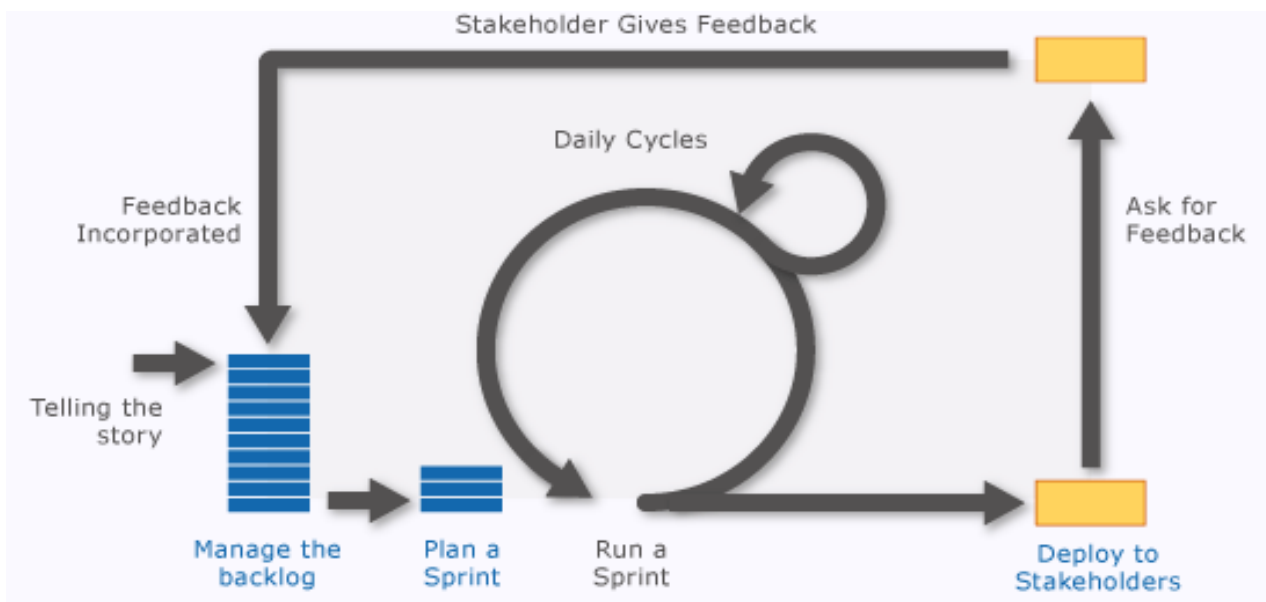 Stakeholder Gives Feedback
Daily Cycles
Feedback
Incorporated
Ask for
Feedback
Telling the
story
Manage the
backlog
Plan a
Sprint
Run a
Sprint
Deploy to
Stakeholders